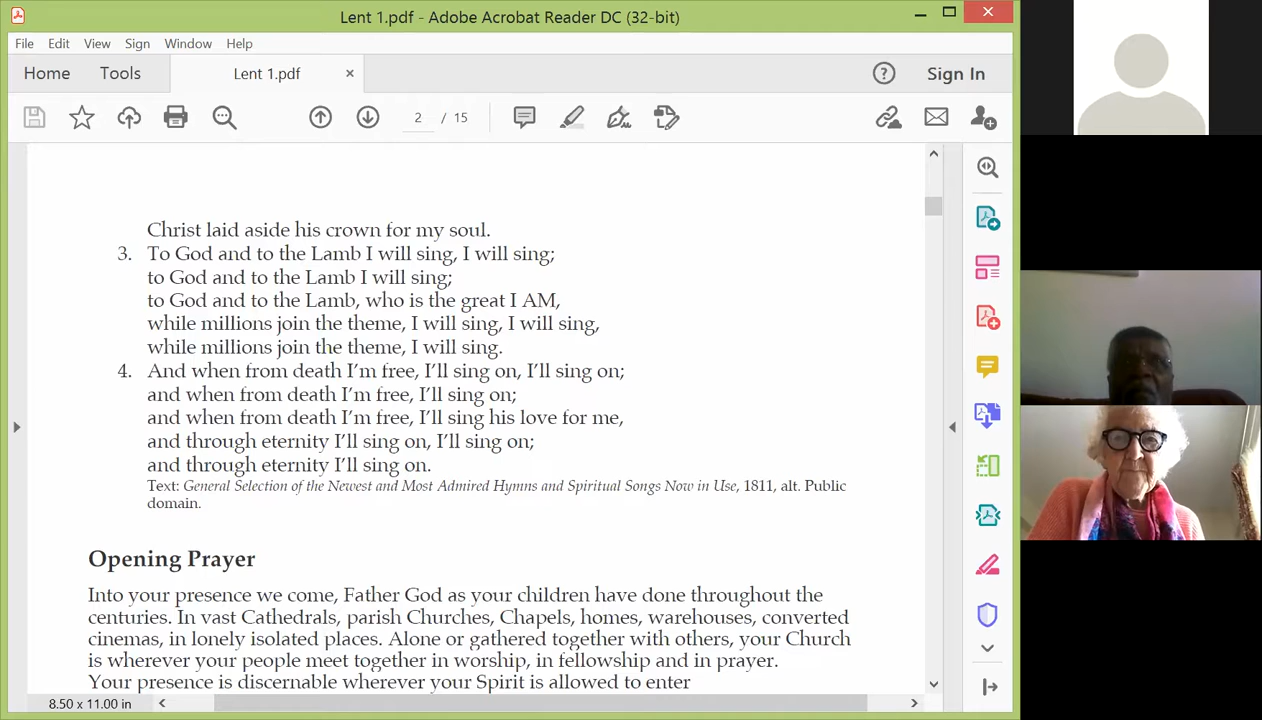 Lent 1.pdf - Adobe Acrobat Reader DC (32-bit)
File Edit View Sign Window Help
Home Tools Lent 1.pdf × Sign In
2 / 15
Christ laid aside his crown for my soul.
3. To God and to the Lamb I will sing, I will sing;
to God and to the Lamb I will sing;
to God and to the Lamb, who is the great I AM,
while millions join the theme, I will sing, I will sing,
while millions join the theme, I will sing.
4. And when from death I'm free, I'll sing on, I'll sing on;
and when from death I'm free, I'll sing on;
and when from death I'm free, I'll sing his love for me,
and through eternity I'll sing on, I'll sing on;
and through eternity I'll sing on.
Text: General Selection of the Newest and Most Admired Hymns and Spiritual Songs Now in Use, 1811, alt. Public
domain.
Opening Prayer
Into your presence we come, Father God as your children have done throughout the
centuries. In vast Cathedrals, parish Churches, Chapels, homes, warehouses, converted
cinemas, in lonely isolated places. Alone or gathered together with others, your Church
is wherever your people meet together in worship, in fellowship and in prayer.
Your presence is discernable wherever your Spirit is allowed to enter
8.50 x 11.00 in